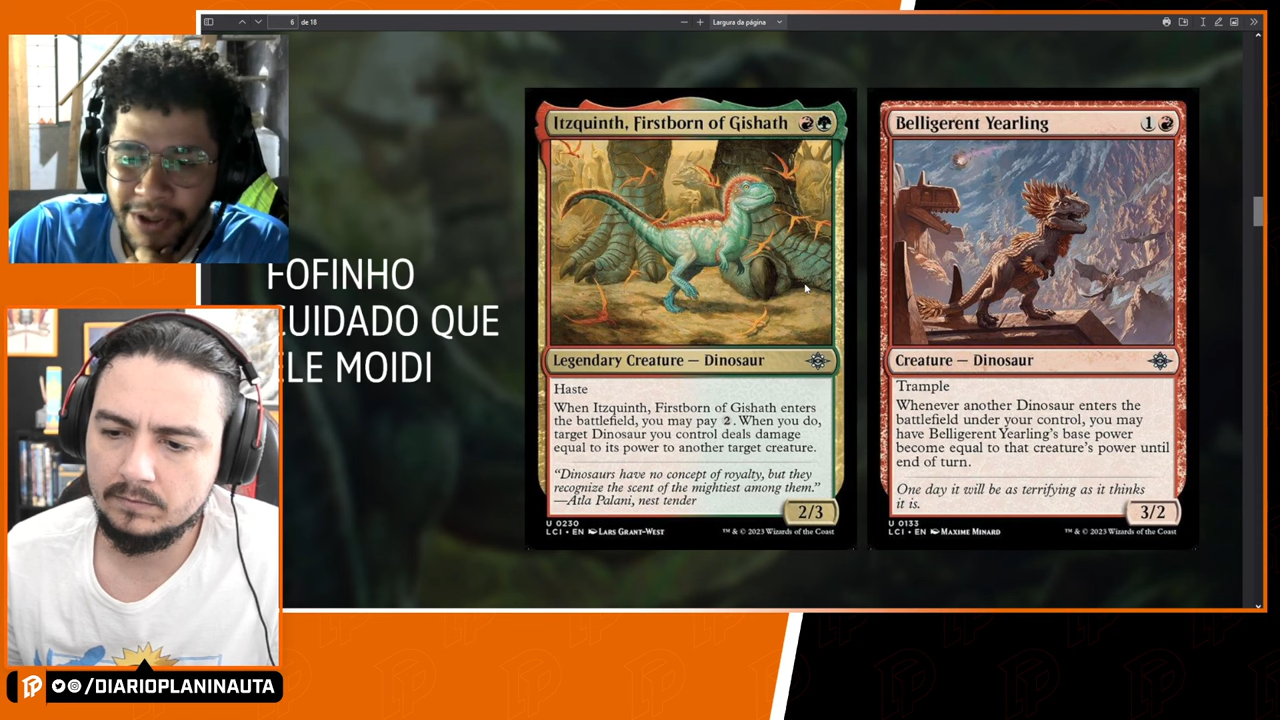 6 de 18
Largura da página
FOFINHO
CUIDADO QUE
ELE MOIDI
Itzquinth, Firstborn of Gishath
Legendary Creature — Dinosaur
Haste
When Itzquinth, Firstborn of Gishath enters
the battlefield, you may pay 2. When you do,
target Dinosaur you control deals damage
equal to its power to another target creature.
“Dinosaurs have no concept of royalty, but they
recognize the scent of the mightiest among them.”
—Atla Palani, nest tender
2/3
U 0230
LCI • EN Lars Grant-West
™ & © 2023 Wizards of the Coast
Belligerent Yearling
1
Creature — Dinosaur
Trample
Whenever another Dinosaur enters the
battlefield under your control, you may
have Belligerent Yearling's base power
become equal to that creature's power until
end of turn.
One day it will be as terrifying as it thinks
it is.
3/2
U 0133
LCI • EN Maxime Minard
™ & © 2023 Wizards of the Coast
/DIARIOPLANINAUTA